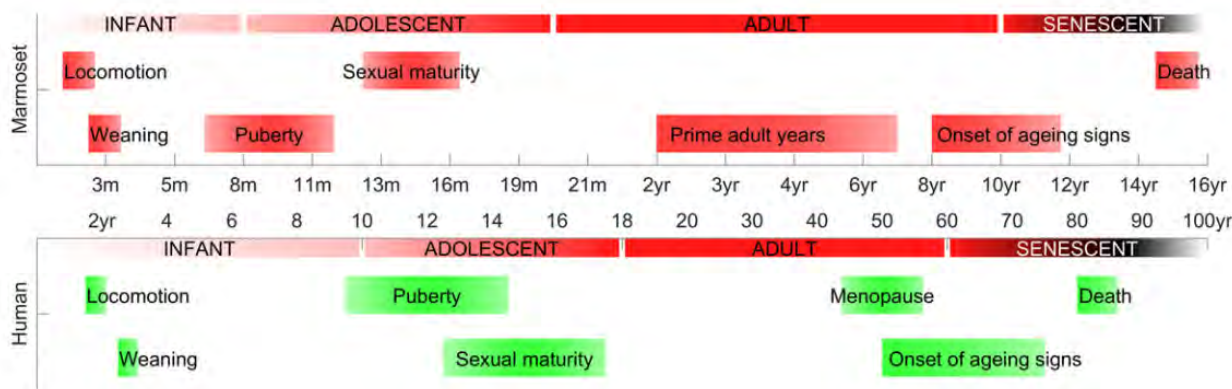 INFANT ADOLESCENT ADULT SENESCENT
Marmoset
Locomotion Sexual maturity Death
Weaning Puberty Prime adult years Onset of ageing signs
3m 5m 8m 11m 13m 16m 19m 21m 2yr 3yr 4yr 6yr 8yr 10yr 12yr 14yr 16yr
2yr 4 6 8 10 12 14 16 18 20 30 40 50 60 70 80 90 100yr
INFANT ADOLESCENT ADULT SENESCENT
Human
Locomotion Puberty Menopause Death
Weaning Sexual maturity Onset of ageing signs